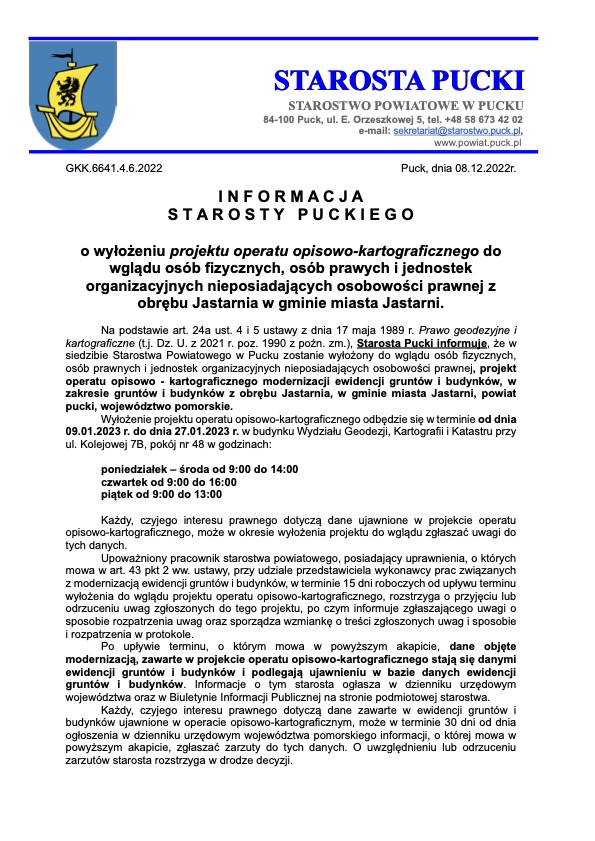 STAROSTA PUCKI
STAROSTWO POWIATOWE W PUCKU
84-100 Puck, ul. E. Orzeszkowej 5, tel. +48 58 673 42 02
e-mail: sekretariat@starostwo.puck.pl,
www.powiat.puck.pl
GKK.6641.4.6.2022 Puck, dnia 08.12.2022r.
I N F O R M A C J A
S T A R O S T Y P U C K I E G O
o wyłożeniu projektu operatu opisowo-kartograficznego do
wglądu osób fizycznych, osób prawych i jednostek
organizacyjnych nieposiadających osobowości prawnej z
obrębu Jastarnia w gminie miasta Jastarni.
Na podstawie art. 24a ust. 4 i 5 ustawy z dnia 17 maja 1989 r. Prawo geodezyjne i
kartograficzne (t.j. Dz. U. z 2021 r. poz. 1990 z poźn. zm.), Starosta Pucki informuje, że w
siedzibie Starostwa Powiatowego w Pucku zostanie wyłożony do wglądu osób fizycznych,
osób prawych i jednostek organizacyjnych nieposiadających osobowości prawnej, projekt
operatu opisowo - kartograficznego modernizacji ewidencji gruntów i budynków, w
zakresie gruntów i budynków z obrębu Jastarnia, w gminie miasta Jastarni, powiat
pucki, województwo pomorskie.
Wyłożenie projektu operatu opisowo-kartograficznego odbędzie się w terminie od dnia
09.01.2023 r. do dnia 27.01.2023 r. w budynku Wydziału Geodezji, Kartografii i Katastru przy
ul. Kolejowej 7B, pokój nr 48 w godzinach:
poniedziałek – środa od 9:00 do 14:00
czwartek od 9:00 do 16:00
piątek od 9:00 do 13:00
Każdy, czyjego interesu prawnego dotyczą dane ujawnione w projekcie operatu
opisowo-kartograficznego, może w okresie wyłożenia projektu do wglądu zgłaszać uwagi do
tych danych.
Upoważniony pracownik starostwa powiatowego, posiadający uprawnienia, o których
mowa w art. 43 pkt 2 ww. ustawy, przy udziale przedstawiciela wykonawcy prac związanych
z modernizacją ewidencji gruntów i budynków, w terminie 15 dni roboczych od upływu terminu
wyłożenia do wglądu projektu operatu opisowo-kartograficznego, rozstrzyga o przyjęciu lub
odrzuceniu uwag zgłoszonych do tego projektu, po czym informuje zgłaszającego uwagi o
sposobie rozpatrzenia uwag oraz sporządza wzmiankę o treści zgłoszonych uwag i sposobie
i rozpatrzenia w protokole.
Po upływie terminu, o którym mowa w powyższym akapicie, dane objęte
modernizacją, zawarte w projekcie operatu opisowo-kartograficznego stają się danymi
ewidencji gruntów i budynków i podlegają ujawnieniu w bazie danych ewidencji
gruntów i budynków. Informacje o tym starosta ogłasza w dzienniku urzędowym
województwa oraz w Biuletynie Informacji Publicznej na stronie podmiotowej starostwa.
Każdy, czyjego interesu prawnego dotyczą dane zawarte w ewidencji gruntów i
budynków ujawnione w operacie opisowo-kartograficznym, może w terminie 30 dni od dnia
ogłoszenia w dzienniku urzędowym województwa pomorskiego informacji, o której mowa w
powyższym akapicie, zgłaszać zarzuty do tych danych. O uwzględnieniu lub odrzuceniu
zarzutów starosta rozstrzyga w drodze decyzji.